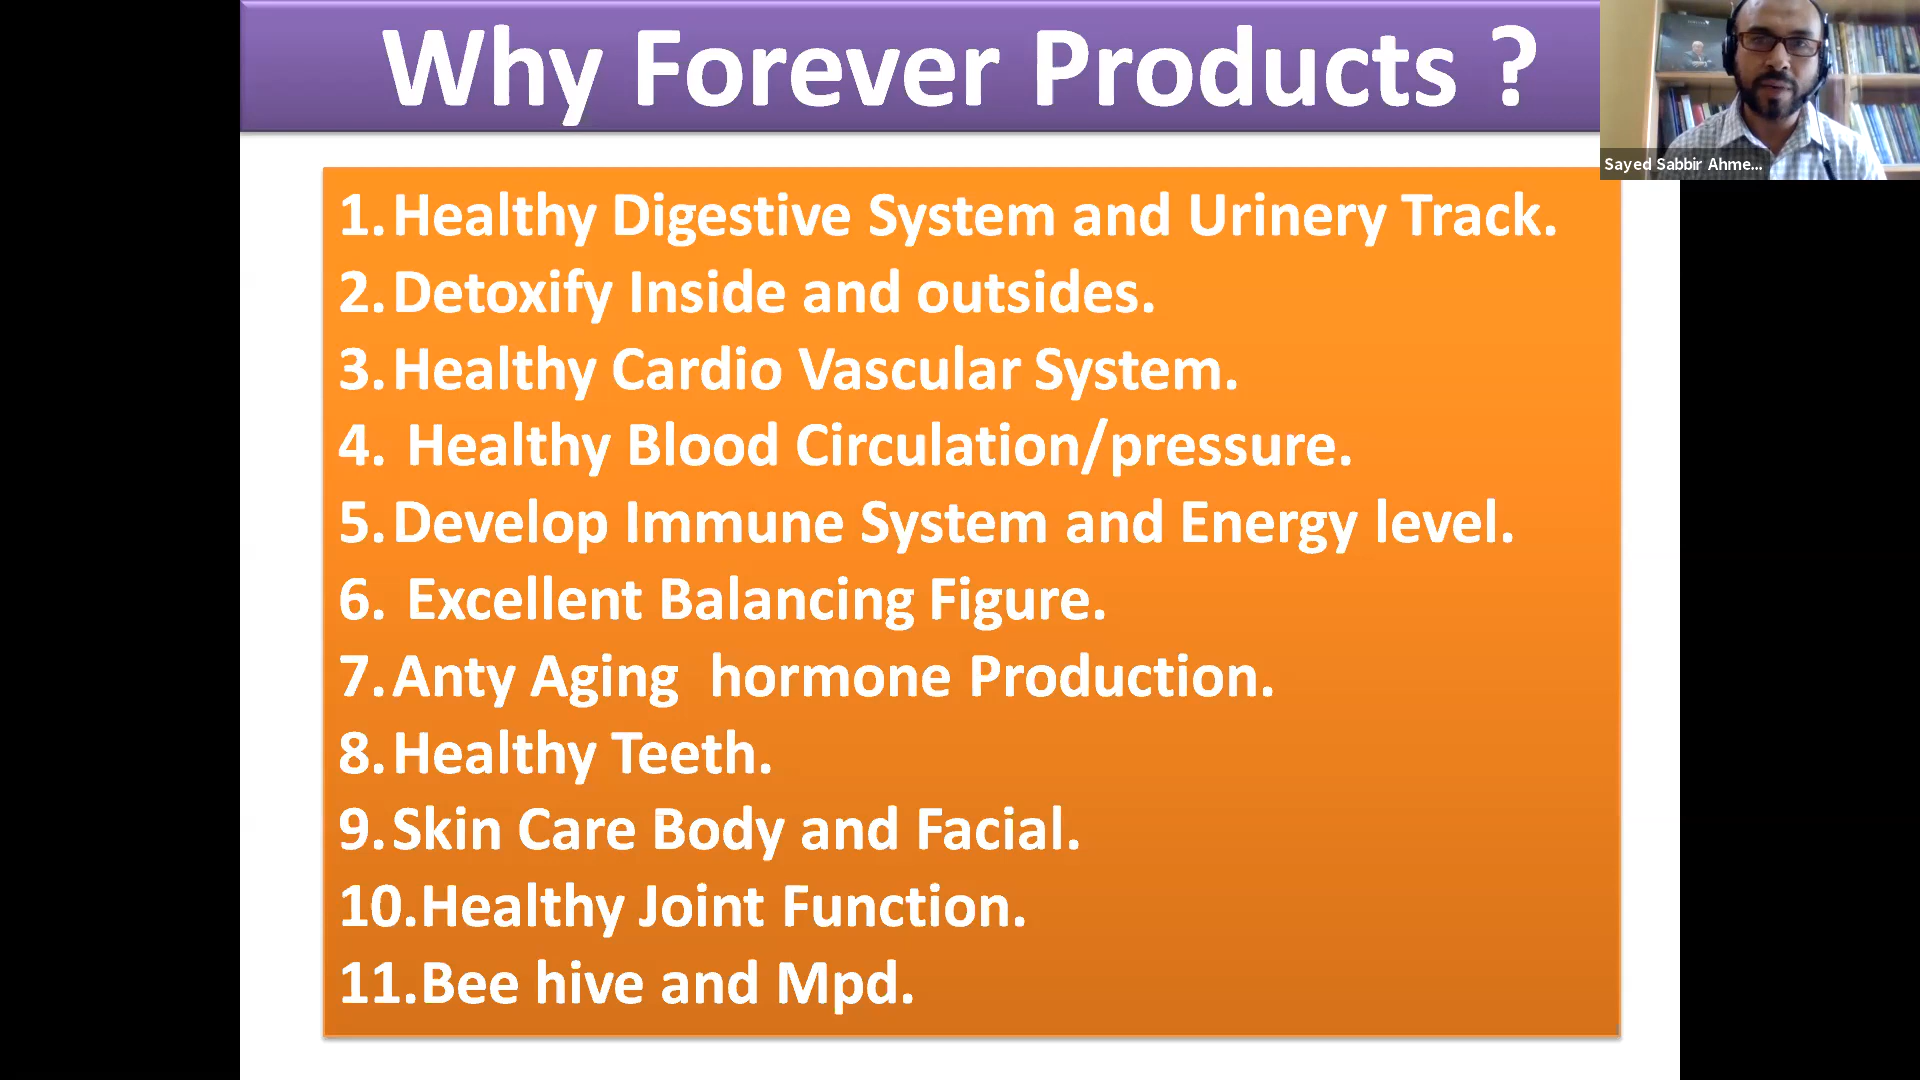 Why Forever Products ?
Sayed Sabbir Ahme...
1. Healthy Digestive System and Urinery Track.
2. Detoxify Inside and outsides.
3. Healthy Cardio Vascular System.
4. Healthy Blood Circulation/pressure.
5. Develop Immune System and Energy level.
6. Excellent Balancing Figure.
7. Anty Aging hormone Production.
8. Healthy Teeth.
9. Skin Care Body and Facial.
10. Healthy Joint Function.
11. Bee hive and Mpd.